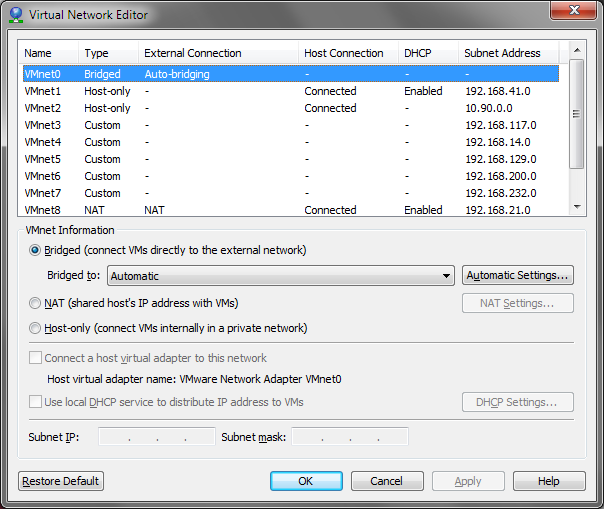 Virtual Network Editor
Name Type External Connection Host Connection DHCP Subnet Address
VMnet0 Bridged Auto-bridging - - -
VMnet1 Host-only - Connected Enabled 192.168.41.0
VMnet2 Host-only - Connected - 10.90.0.0
VMnet3 Custom - - - 192.168.117.0
VMnet4 Custom - - - 192.168.14.0
VMnet5 Custom - - - 192.168.129.0
VMnet6 Custom - - - 192.168.200.0
VMnet7 Custom - - - 192.168.232.0
VMnet8 NAT NAT Connected Enabled 192.168.21.0
VMnet Information
Bridged (connect VMs directly to the external network)
Bridged to: Automatic Automatic Settings...
NAT (shared host's IP address with VMs) NAT Settings...
Host-only (connect VMs internally in a private network)
Connect a host virtual adapter to this network
Host virtual adapter name: VMware Network Adapter VMnet0
Use local DHCP service to distribute IP address to VMs DHCP Settings...
Subnet IP: . . . Subnet mask: . . .
Restore Default OK Cancel Apply Help